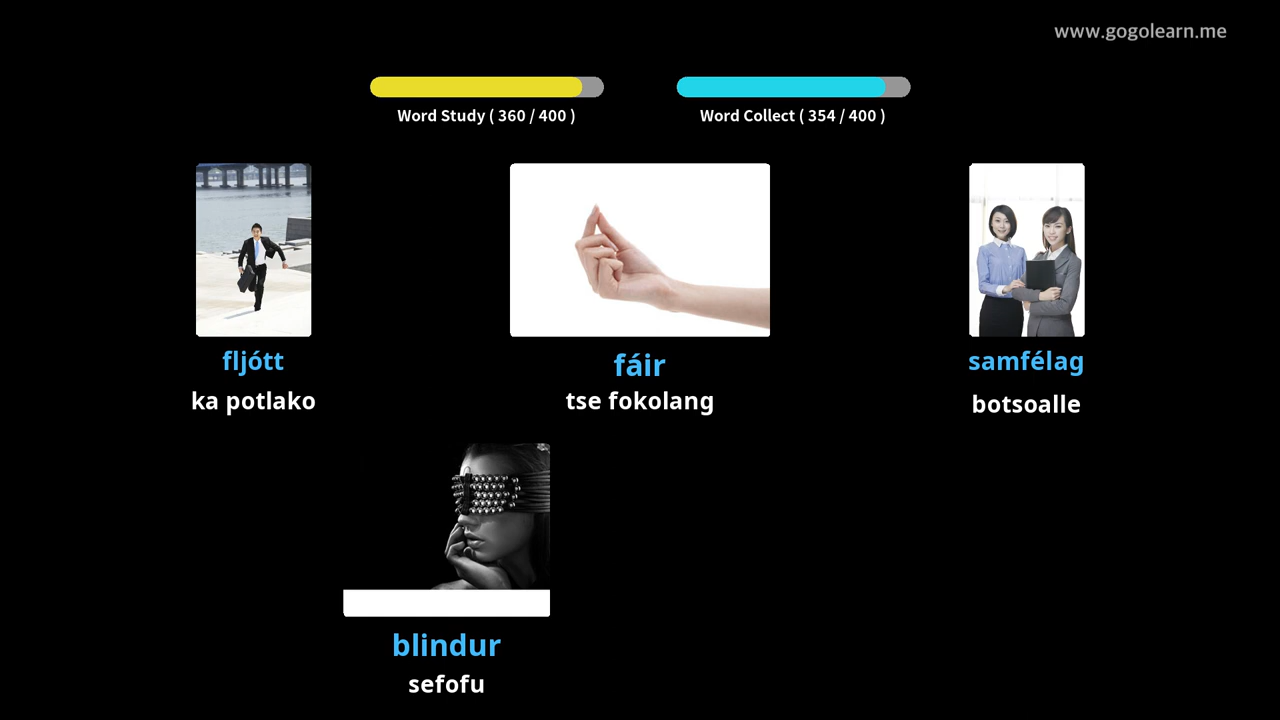 www.gogolearn.me
Word Study ( 360 / 400 )
Word Collect ( 354 / 400 )
fljótt
ka potlako
fáir
tse fokolang
samfélag
botsoalle
blindur
sefofu